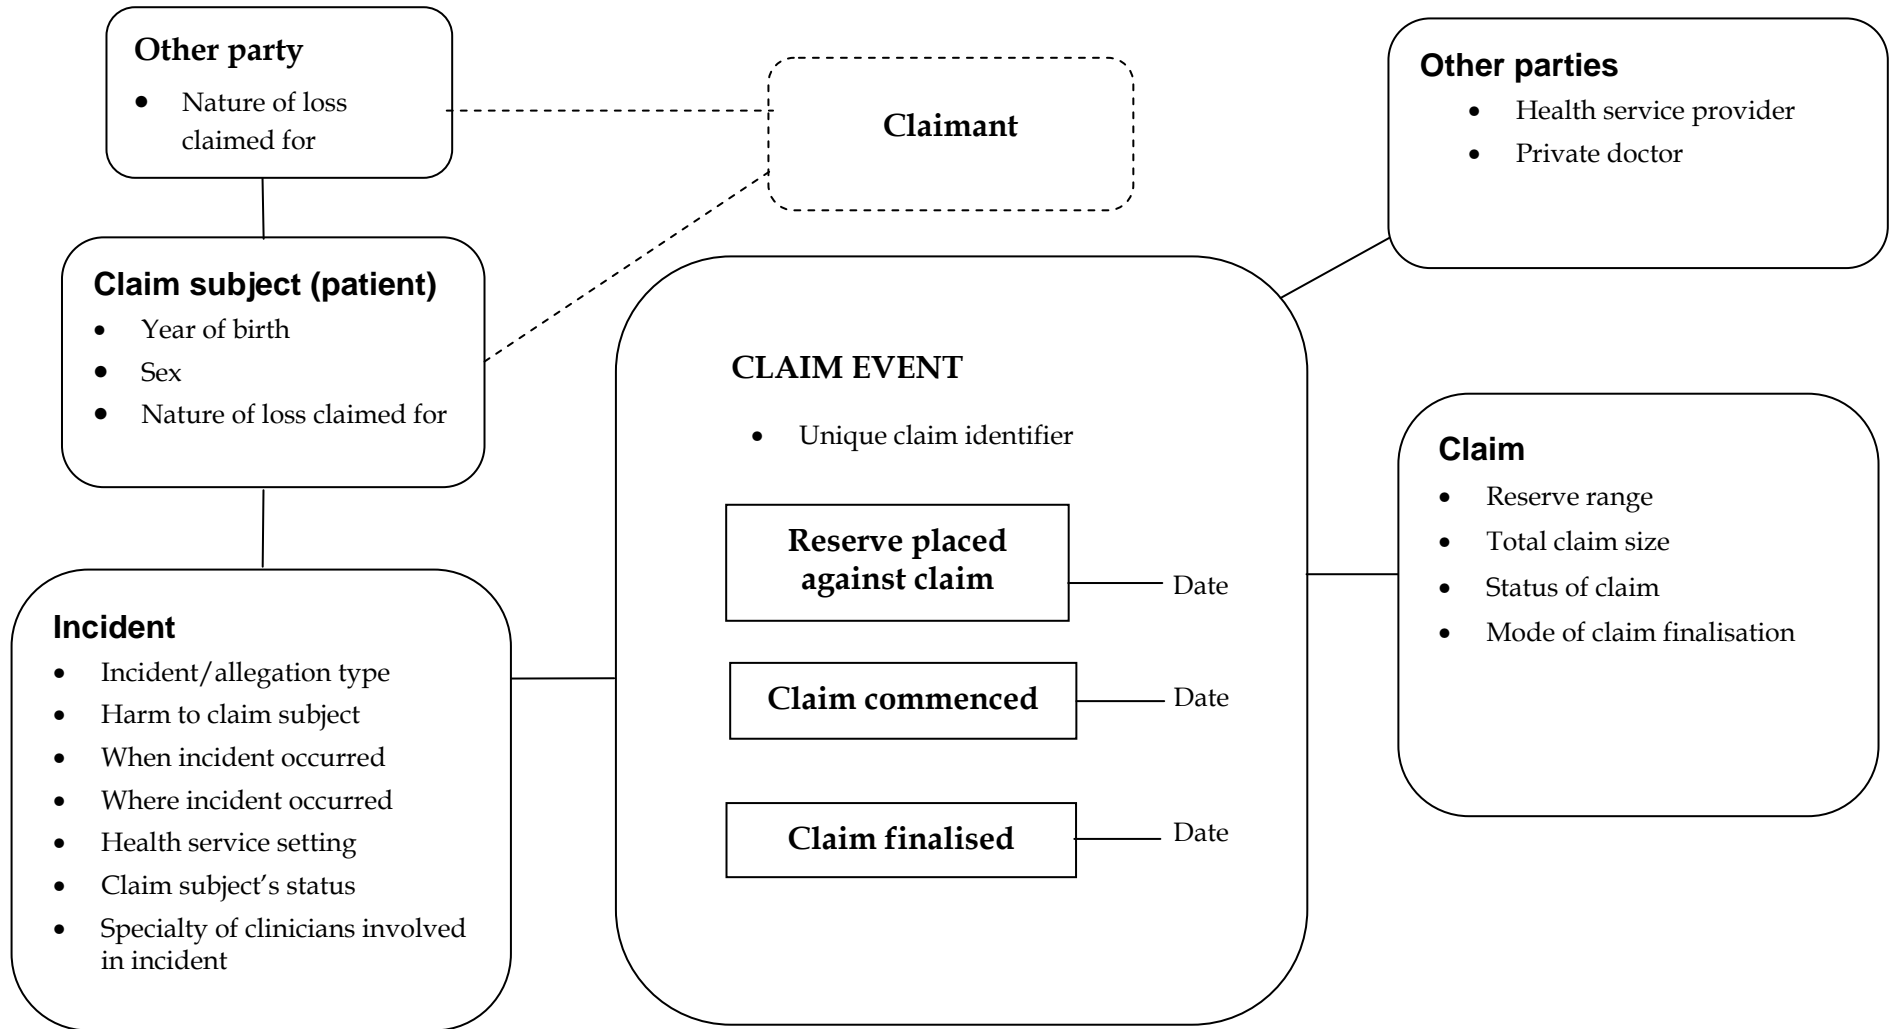 Other party
• Nature of loss
claimed for
Claimant
Other parties
• Health service provider
• Private doctor
Claim subject (patient)
• Year of birth
• Sex
• Nature of loss claimed for
CLAIM EVENT
• Unique claim identifier
Reserve placed
against claim
Date
Claim commenced
Date
Claim finalised
Date
Claim
• Reserve range
• Total claim size
• Status of claim
• Mode of claim finalisation
Incident
• Incident/allegation type
• Harm to claim subject
• When incident occurred
• Where incident occurred
• Health service setting
• Claim subject’s status
• Specialty of clinicians involved
in incident